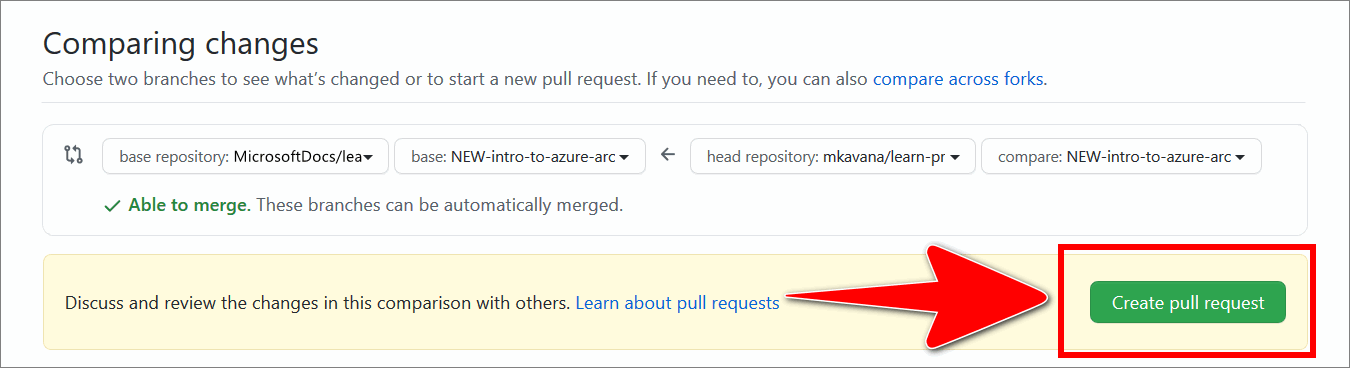 Comparing changes
Choose two branches to see what's changed or to start a new pull request. If you need to, you can also compare across forks.
base repository: MicrosoftDocs/lea base: NEW-intro-to-azure-arc head repository: mkavana/learn-pr compare: NEW-intro-to-azure-arc
Able to merge. These branches can be automatically merged.
Discuss and review the changes in this comparison with others. Learn about pull requests Create pull request